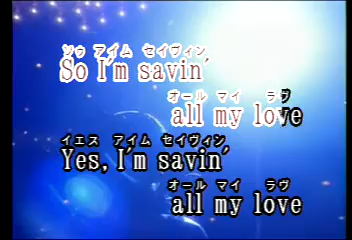 ソゥ アイム セイヴィン
So I'm savin'
オール マイ ラヴ
all my love
イエス アイム セイヴィン
Yes, I'm savin'
オール マイ ラヴ
all my love